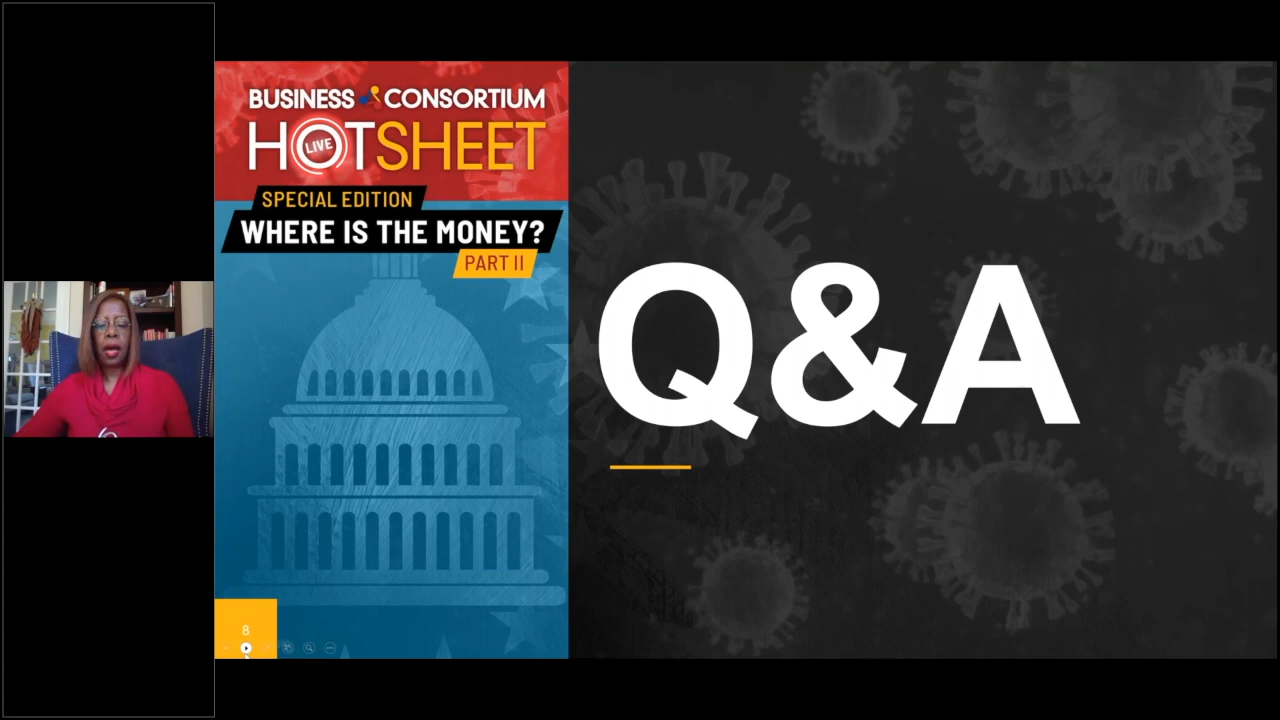 BUSINESS CONSORTIUM
HOTSHEET
LIVE
SPECIAL EDITION
WHERE IS THE MONEY?
PART II
Q&A
8